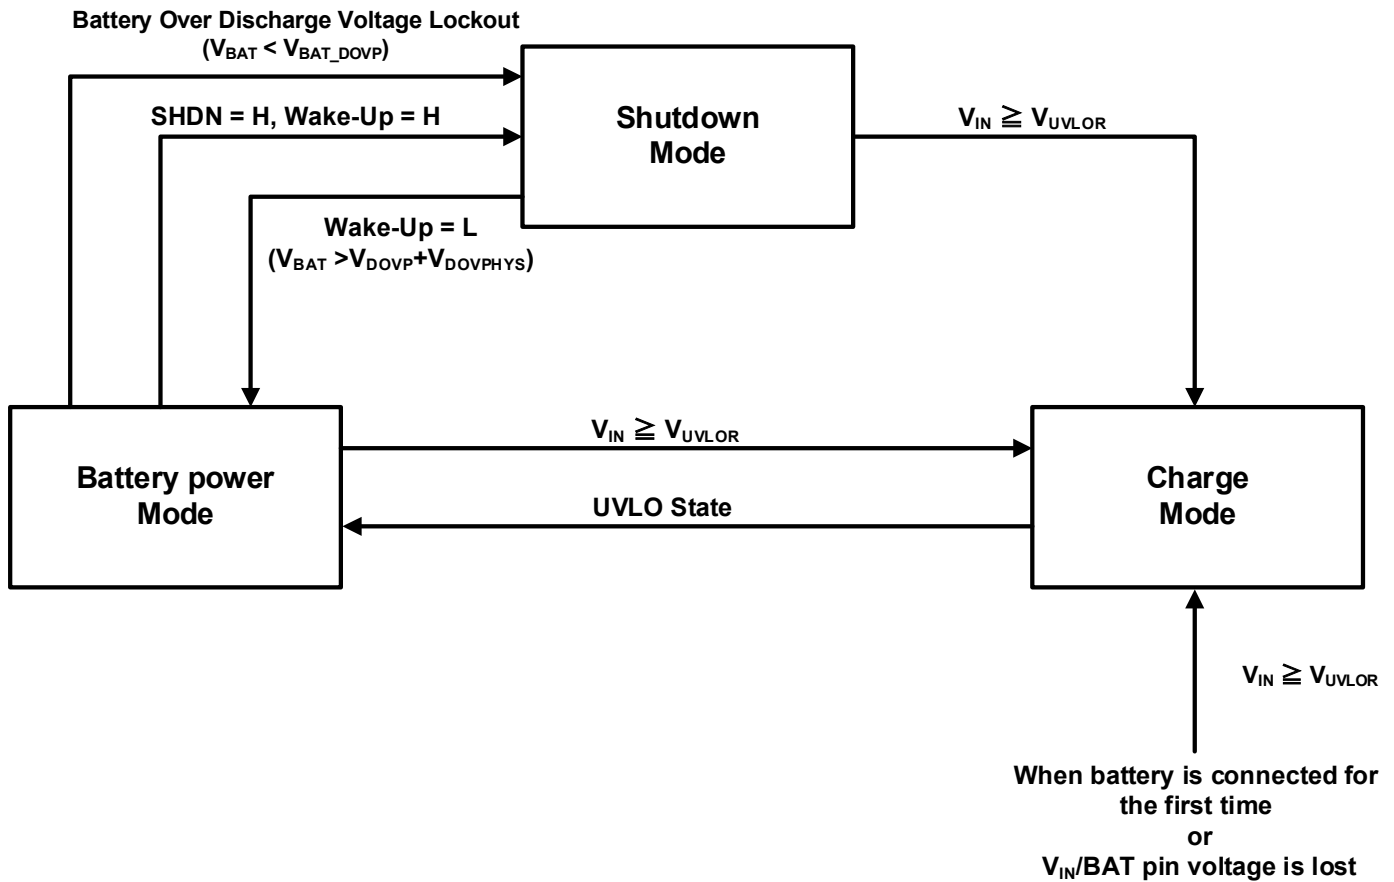 Battery Over Discharge Voltage Lockout
(VBAT < VBAT_DOVP)
SHDN = H, Wake-Up = H
Shutdown
Mode
VIN ≧ VUVLOR
Wake-Up = L
(VBAT >VDOVP+VDOVPHYS)
Battery power
Mode
VIN ≧ VUVLOR
UVLO State
Charge
Mode
VIN ≧ VUVLOR
When battery is connected for
the first time
or
VIN/BAT pin voltage is lost